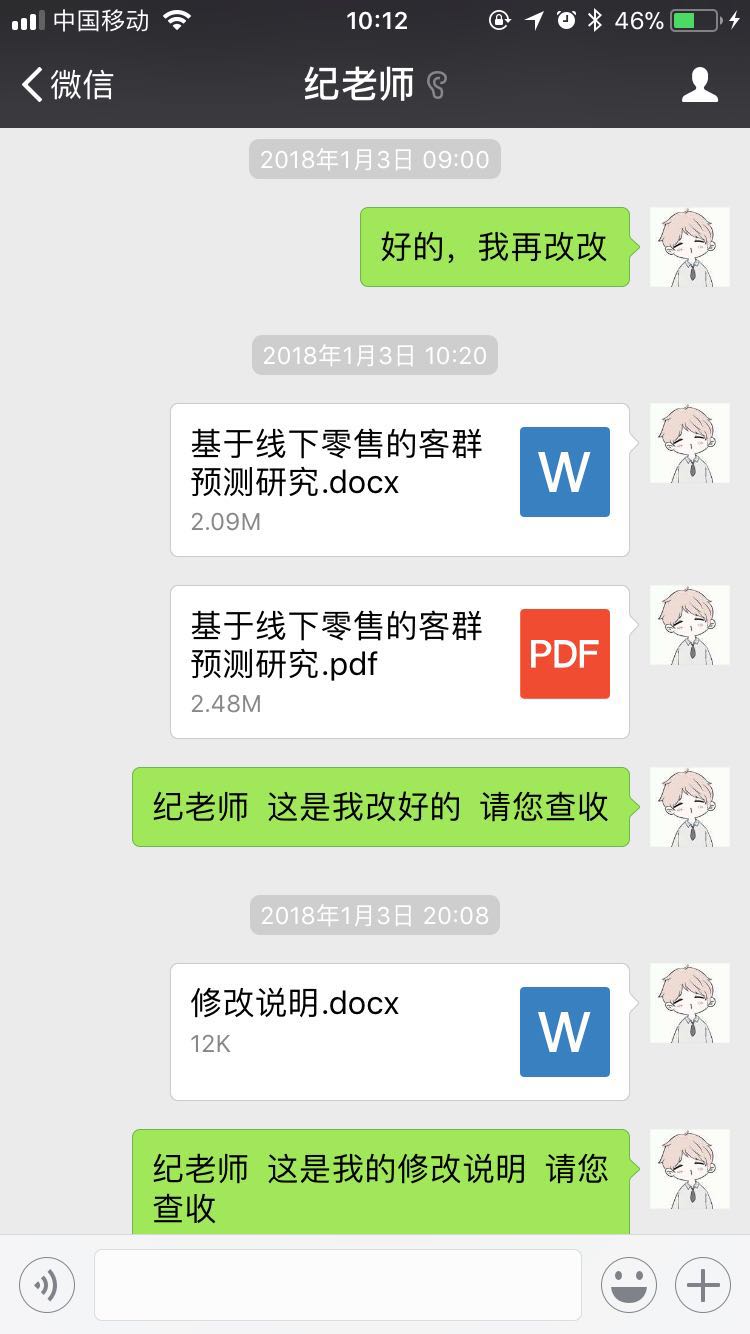 中国移动 10:12 46%
微信 纪老师
2018年1月3日 09:00
好的，我再改改
2018年1月3日 10:20
基于线下零售的客群
预测研究.docx
2.09M
W
基于线下零售的客群
预测研究.pdf
2.48M
PDF
纪老师 这是我改好的 请您查收
2018年1月3日 20:08
修改说明.docx
12K
W
纪老师 这是我的修改说明 请您
查收